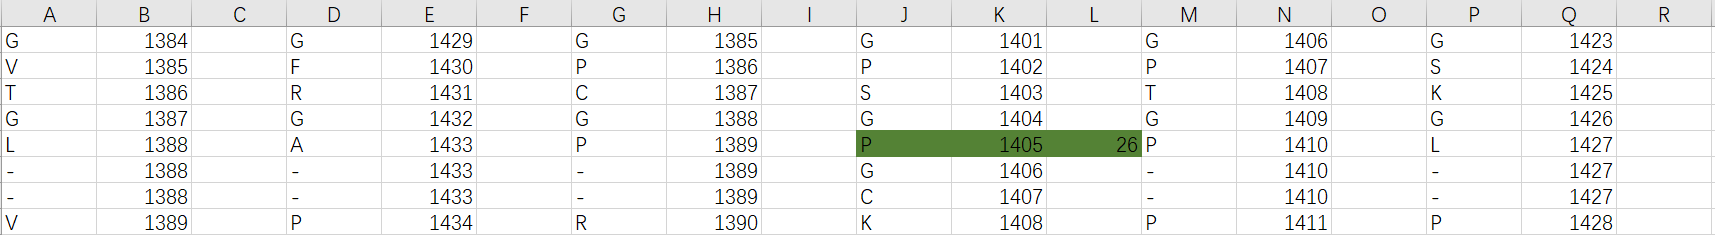 A B C D E F G H I J K L M N O P Q R
G 1384 G 1429 G 1385 G 1401 G 1406 G 1423
V 1385 F 1430 P 1386 P 1402 P 1407 S 1424
T 1386 R 1431 C 1387 S 1403 T 1408 K 1425
G 1387 G 1432 G 1388 G 1404 G 1409 G 1426
L 1388 A 1433 P 1389 P 1405 26 P 1410 L 1427
- 1388 - 1433 - 1389 G 1406 - 1410 - 1427
- 1388 - 1433 - 1389 C 1407 - 1410 - 1427
V 1389 P 1434 R 1390 K 1408 P 1411 P 1428